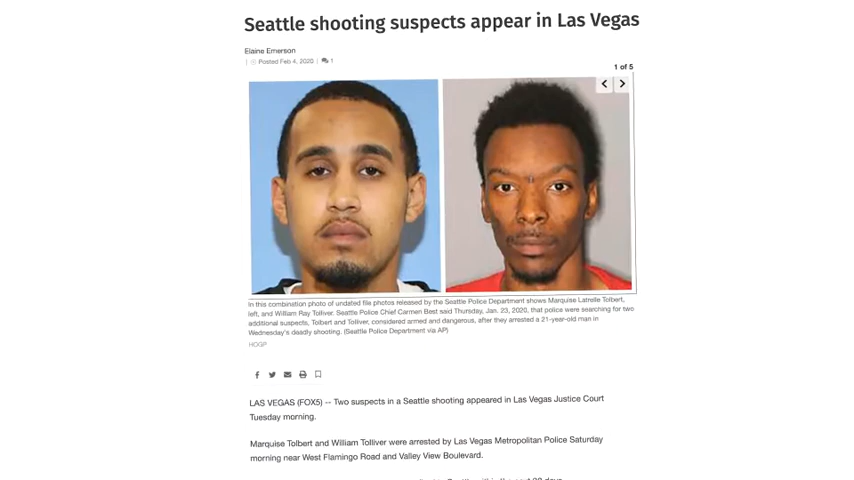 Seattle shooting suspects appear in Las Vegas
Elaine Emerson
Posted Feb 4, 2020 | 1
1 of 5
In this combination photo of undated file photos released by the Seattle Police Department shows Marquise Latrelle Tolbert,
left, and William Ray Tolliver. Seattle Police Chief Carmen Best said Thursday, Jan. 23, 2020, that police were searching for two
additional suspects, Tolbert and Tolliver, considered armed and dangerous, after they arrested a 21-year-old man in
Wednesday's deadly shooting. (Seattle Police Department via AP)
HOGP
LAS VEGAS (FOX5) -- Two suspects in a Seattle shooting appeared in Las Vegas Justice Court
Tuesday morning.
Marquise Tolbert and William Tolliver were arrested by Las Vegas Metropolitan Police Saturday
morning near West Flamingo Road and Valley View Boulevard.